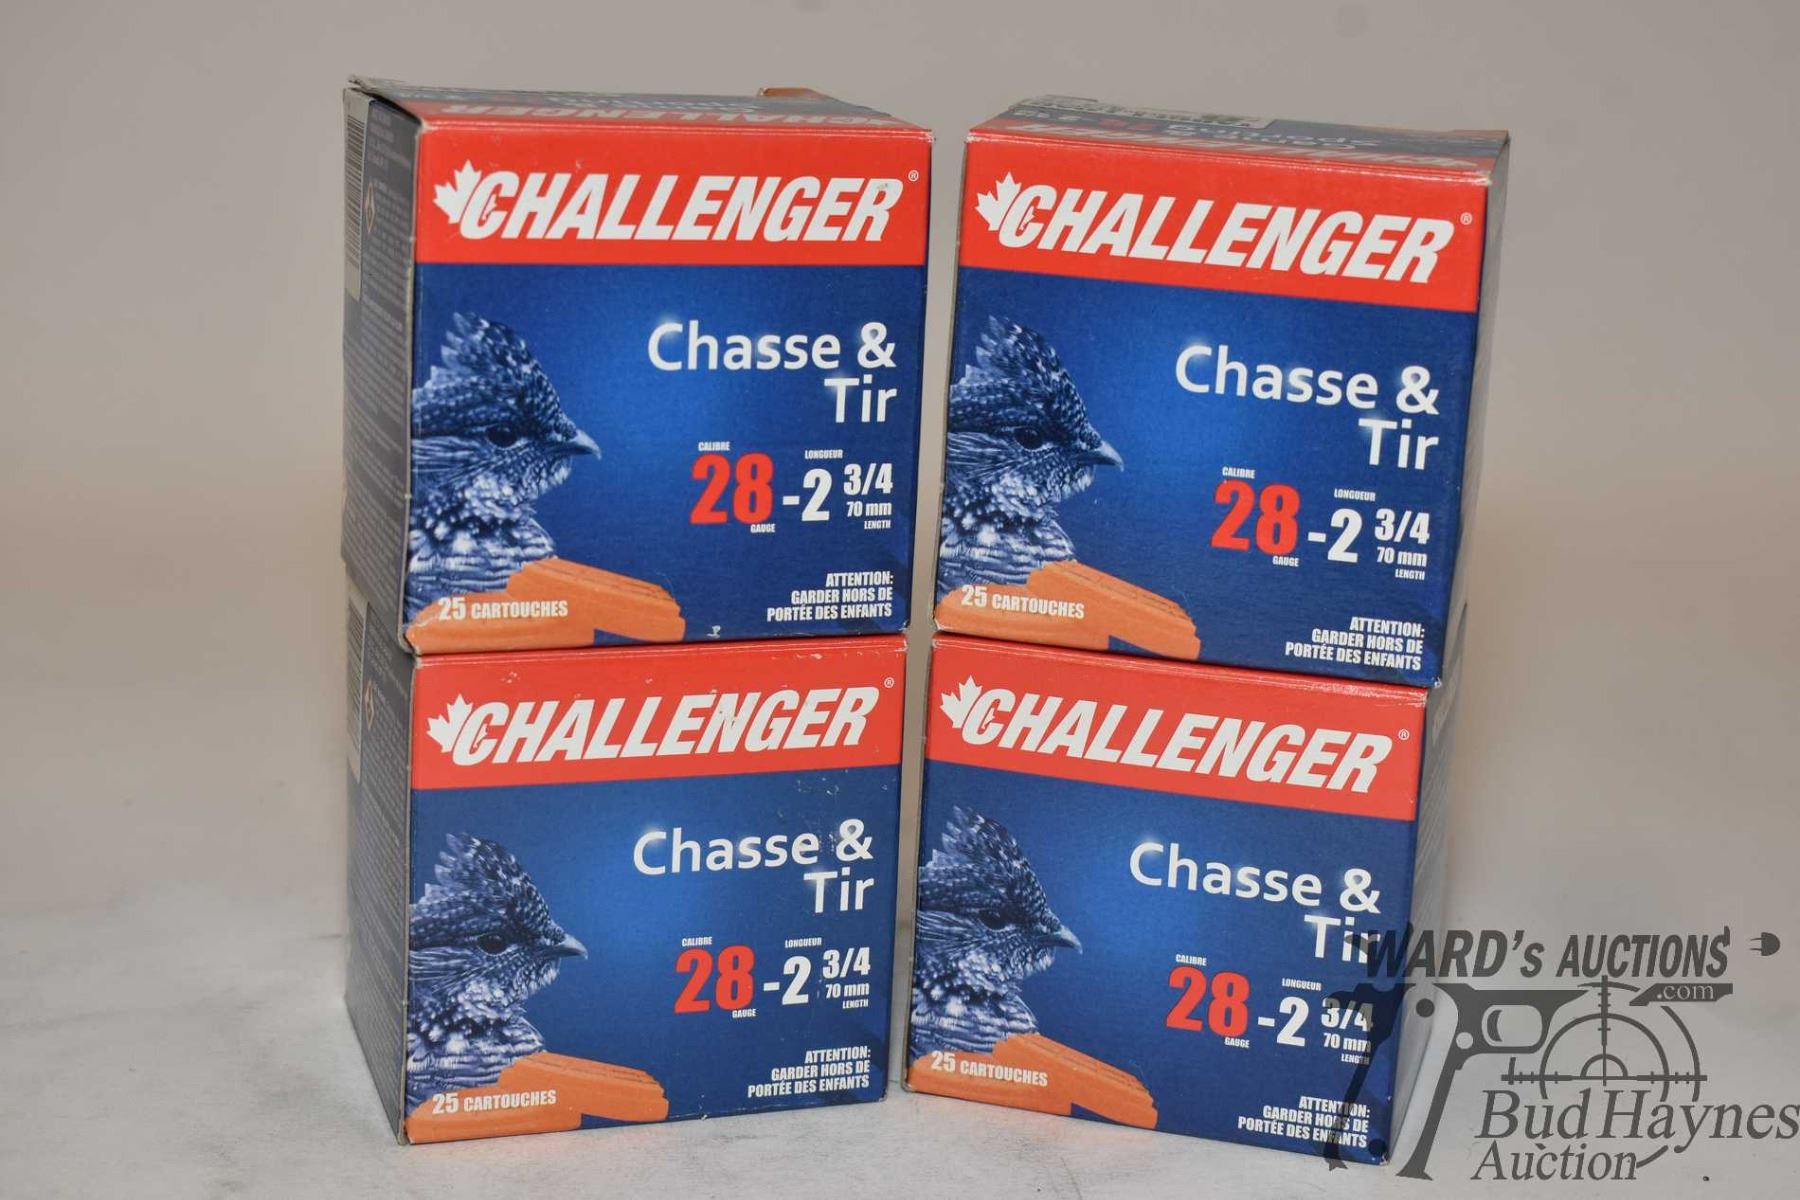 CHALLENGER®
Chasse &
Tir
CALIBRE
LONGUEUR
28 -2 3/4
70 mm
GAUGE
LENGTH
25 CARTOUCHES
ATTENTION:
GARDER HORS DE
PORTÉE DES ENFANTS
CHALLENGER®
Chasse &
Tir
CALIBRE
LONGUEUR
28 -2 3/4
70 mm
GAUGE
LENGTH
25 CARTOUCHES
ATTENTION:
GARDER HORS DE
PORTÉE DES ENFANTS
CHALLENGER®
Chasse &
Tir
CALIBRE
LONGUEUR
28 -2 3/4
70 mm
GAUGE
LENGTH
25 CARTOUCHES
ATTENTION:
GARDER HORS DE
PORTÉE DES ENFANTS
CHALLENGER®
Chasse &
Tir
CALIBRE
LONGUEUR
28 -2 3/4
70 mm
GAUGE
LENGTH
25 CARTOUCHES
ATTENTION:
GARDER HORS DE
PORTÉE DES ENFANTS
WARD's AUCTIONS
.com
Bud Haynes
Auction